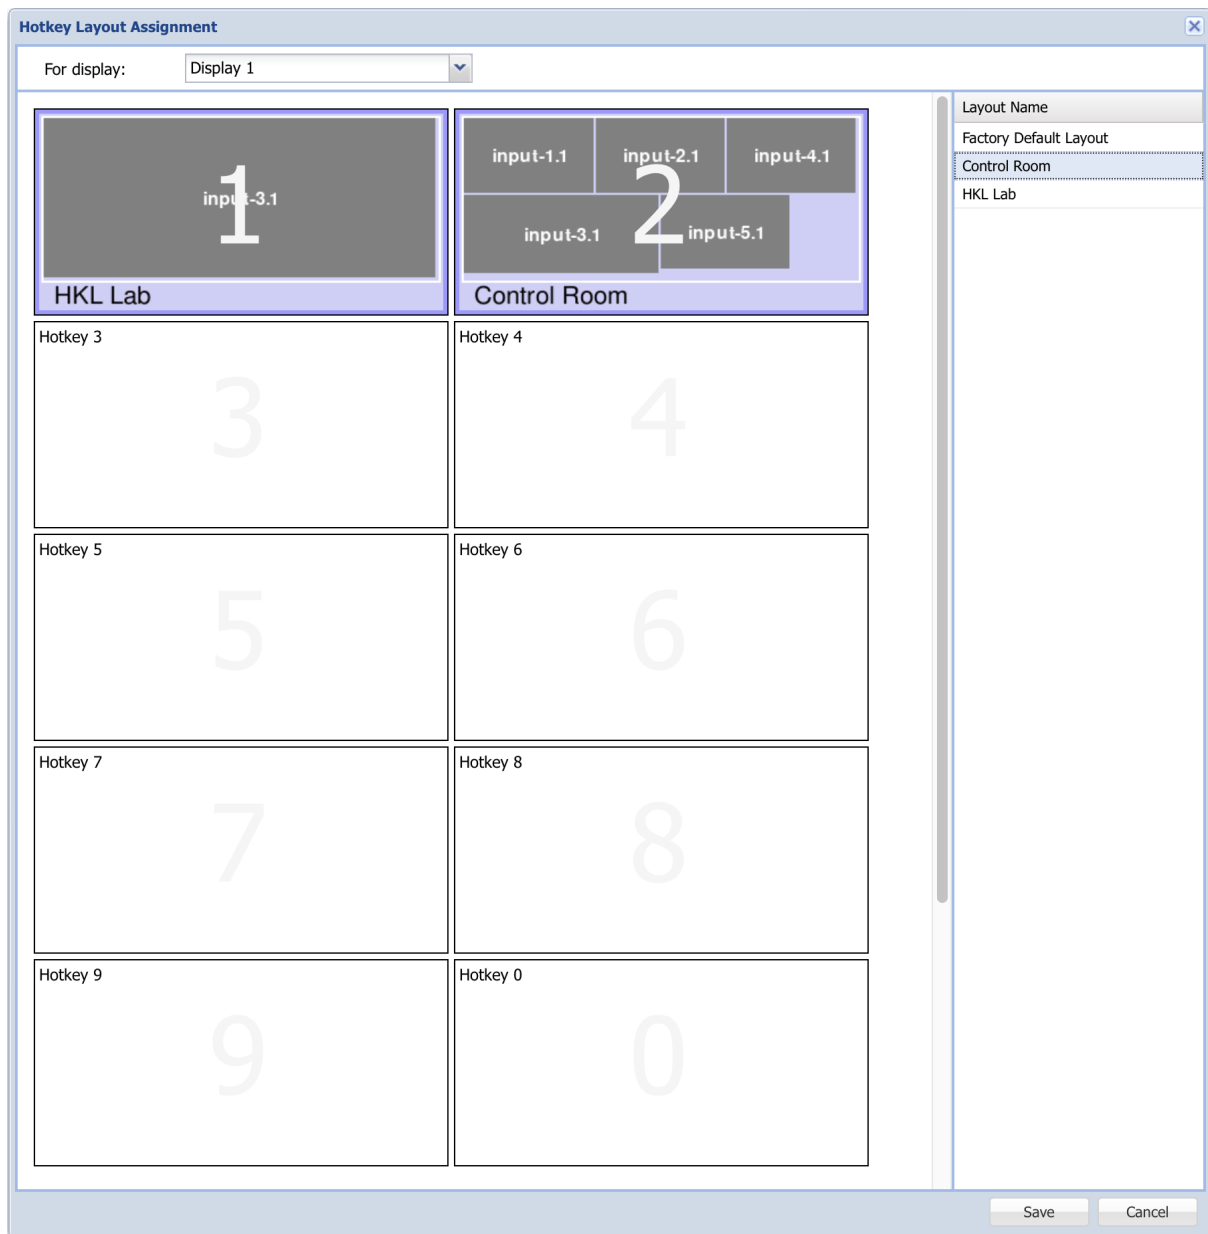 Hotkey Layout Assignment
For display:
Display 1
Layout Name
Factory Default Layout
Control Room
HKL Lab
input-3.1
1
HKL Lab
input-1.1
input-2.1
input-4.1
input-3.1
input-5.1
2
Control Room
Hotkey 3
3
Hotkey 4
4
Hotkey 5
5
Hotkey 6
6
Hotkey 7
7
Hotkey 8
8
Hotkey 9
9
Hotkey 0
0
Save
Cancel